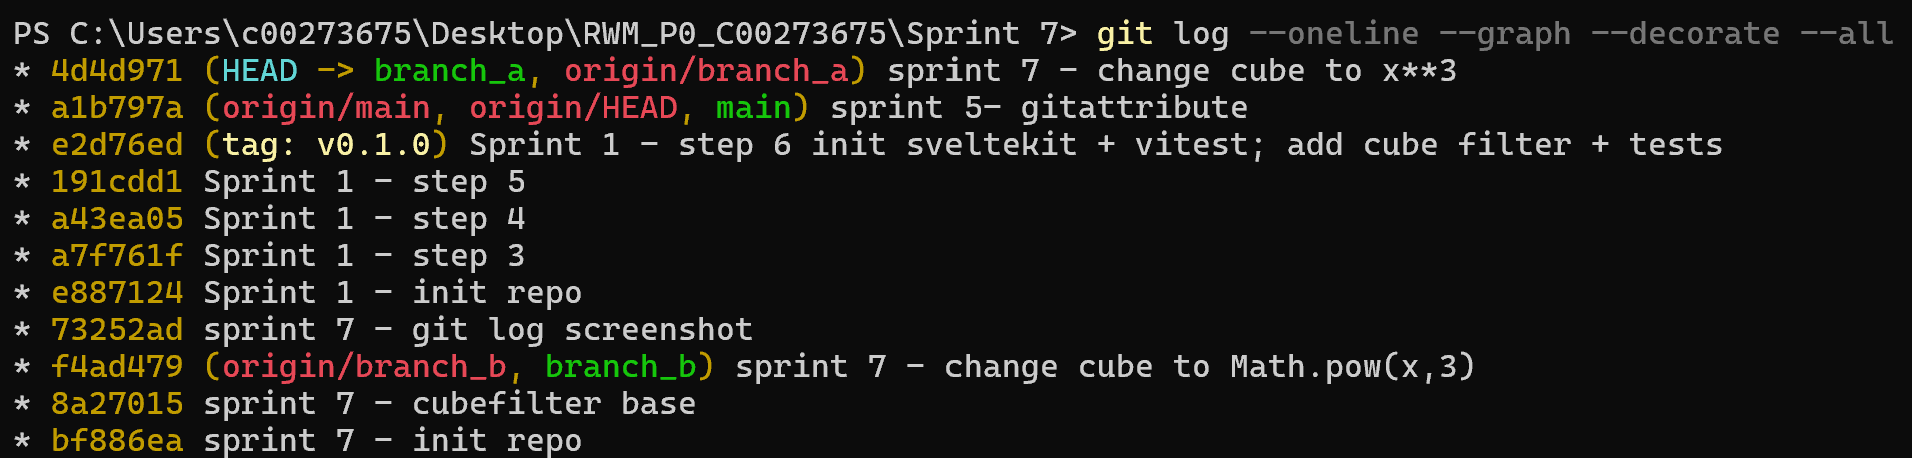 PS C:\Users\c00273675\Desktop\RWM_P0_C00273675\Sprint 7> git log --oneline --graph --decorate --all
* 4d4d971 (HEAD -> branch_a, origin/branch_a) sprint 7 - change cube to x**3
* a1b797a (origin/main, origin/HEAD, main) sprint 5- gitattribute
* e2d76ed (tag: v0.1.0) Sprint 1 - step 6 init sveltekit + vitest; add cube filter + tests
* 191cdd1 Sprint 1 - step 5
* a43ea05 Sprint 1 - step 4
* a7f761f Sprint 1 - step 3
* e887124 Sprint 1 - init repo
* 73252ad sprint 7 - git log screenshot
* f4ad479 (origin/branch_b, branch_b) sprint 7 - change cube to Math.pow(x,3)
* 8a27015 sprint 7 - cubefilter base
* bf886ea sprint 7 - init repo